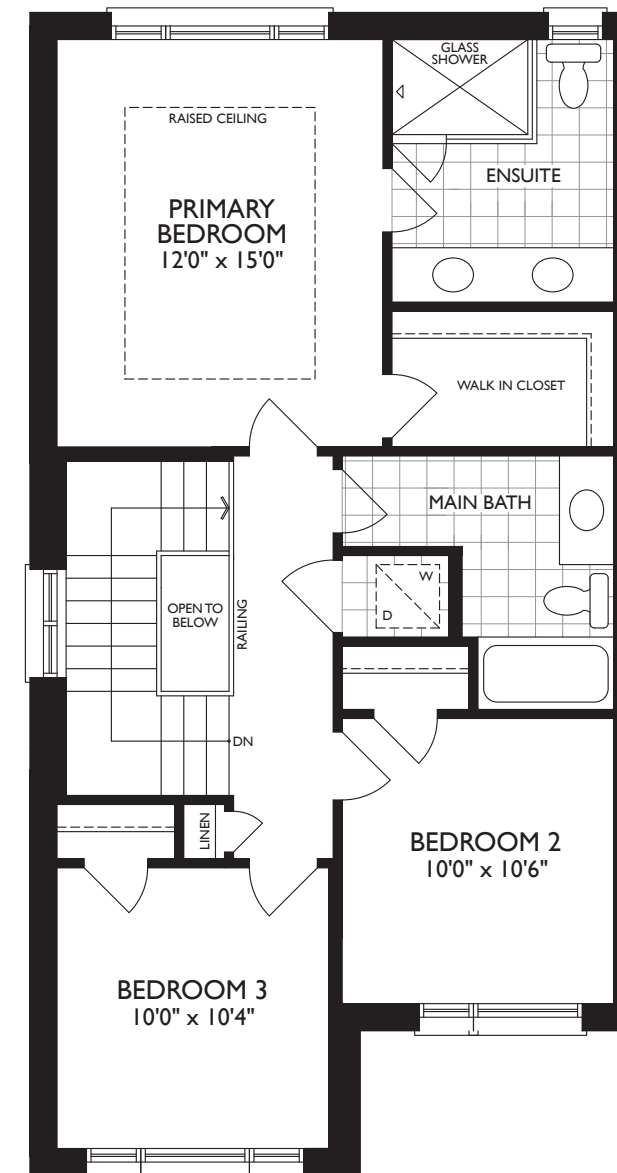 GLASS
SHOWER
RAISED CEILING
PRIMARY
BEDROOM
12'0" x 15'0"
ENSUITE
WALK IN CLOSET
MAIN BATH
W
D
OPEN TO
BELOW
RAILING
DN
LINEN
BEDROOM 2
10'0" x 10'6"
BEDROOM 3
10'0" x 10'4"